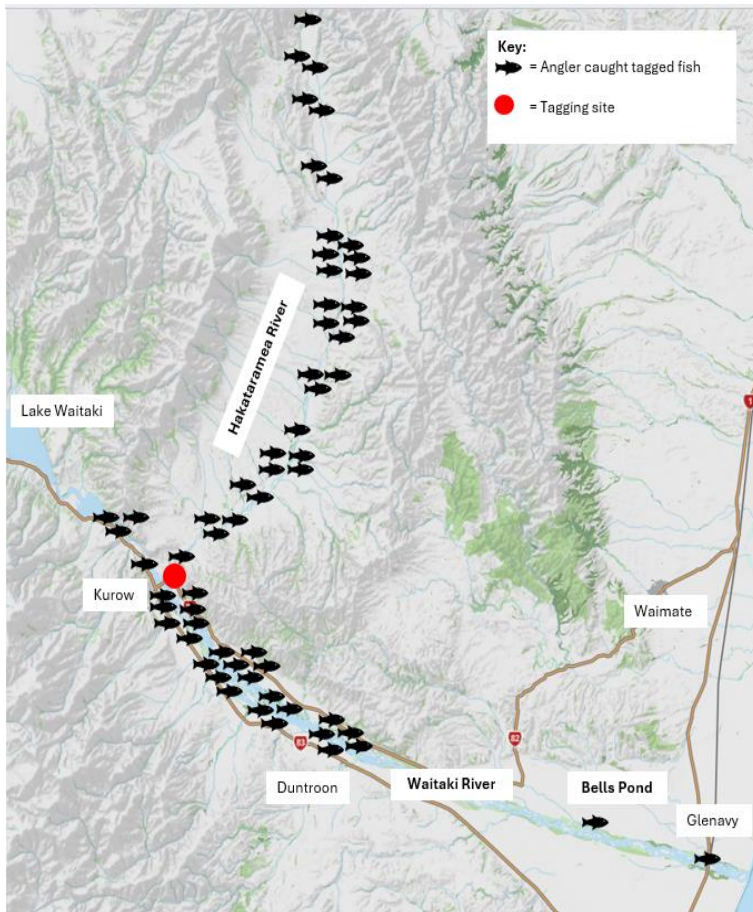 Key:
= Angler caught tagged fish
= Tagging site
Hakataramea River
Lake Waitaki
1
Kurow
Waimate
82
83
Duntroon
Waitaki River
Bells Pond
Glenavy